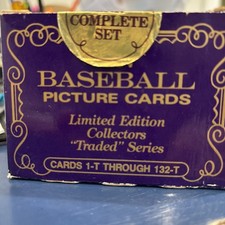 COMPLETE
SET
BASEBALL
PICTURE CARDS
Limited Edition
Collectors
"Traded" Series
CARDS 1-T THROUGH 132-T